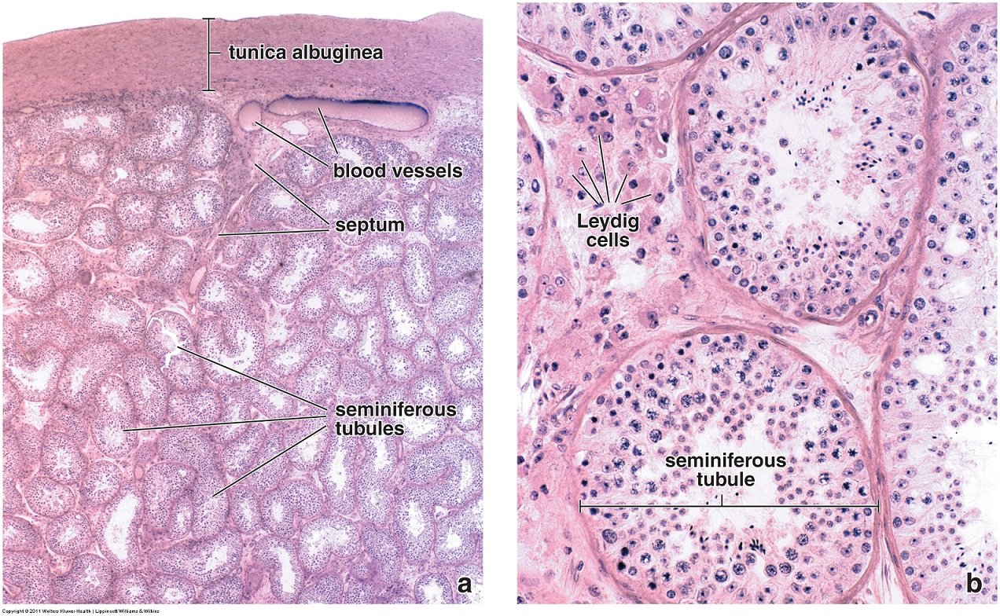 tunica albuginea
blood vessels
septum
seminiferous
tubules
a
Leydig
cells
seminiferous
tubule
b
Copyright © 2011 Wolters Kluwer Health | Lippincott Williams & Wilkins